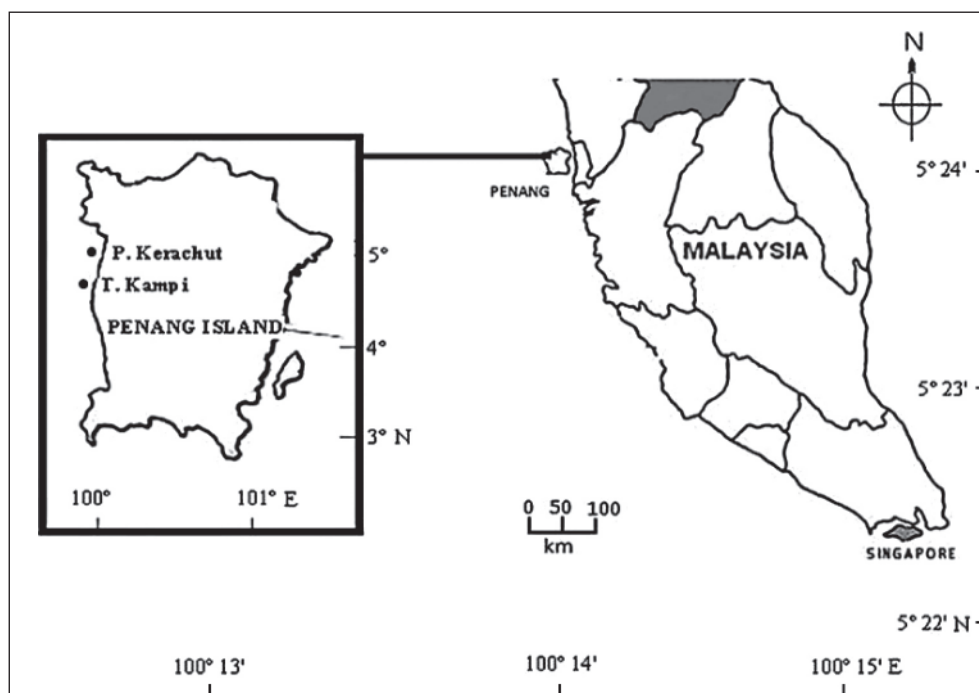 N
5° 24'
PENANG
MALAYSIA
P. Kerachut
5°
T. Kampi
PENANG ISLAND
4°
5° 23'
3° N
100°
101° E
0 50 100
km
SINGAPORE
5° 22' N
100° 13'
100° 14'
100° 15' E